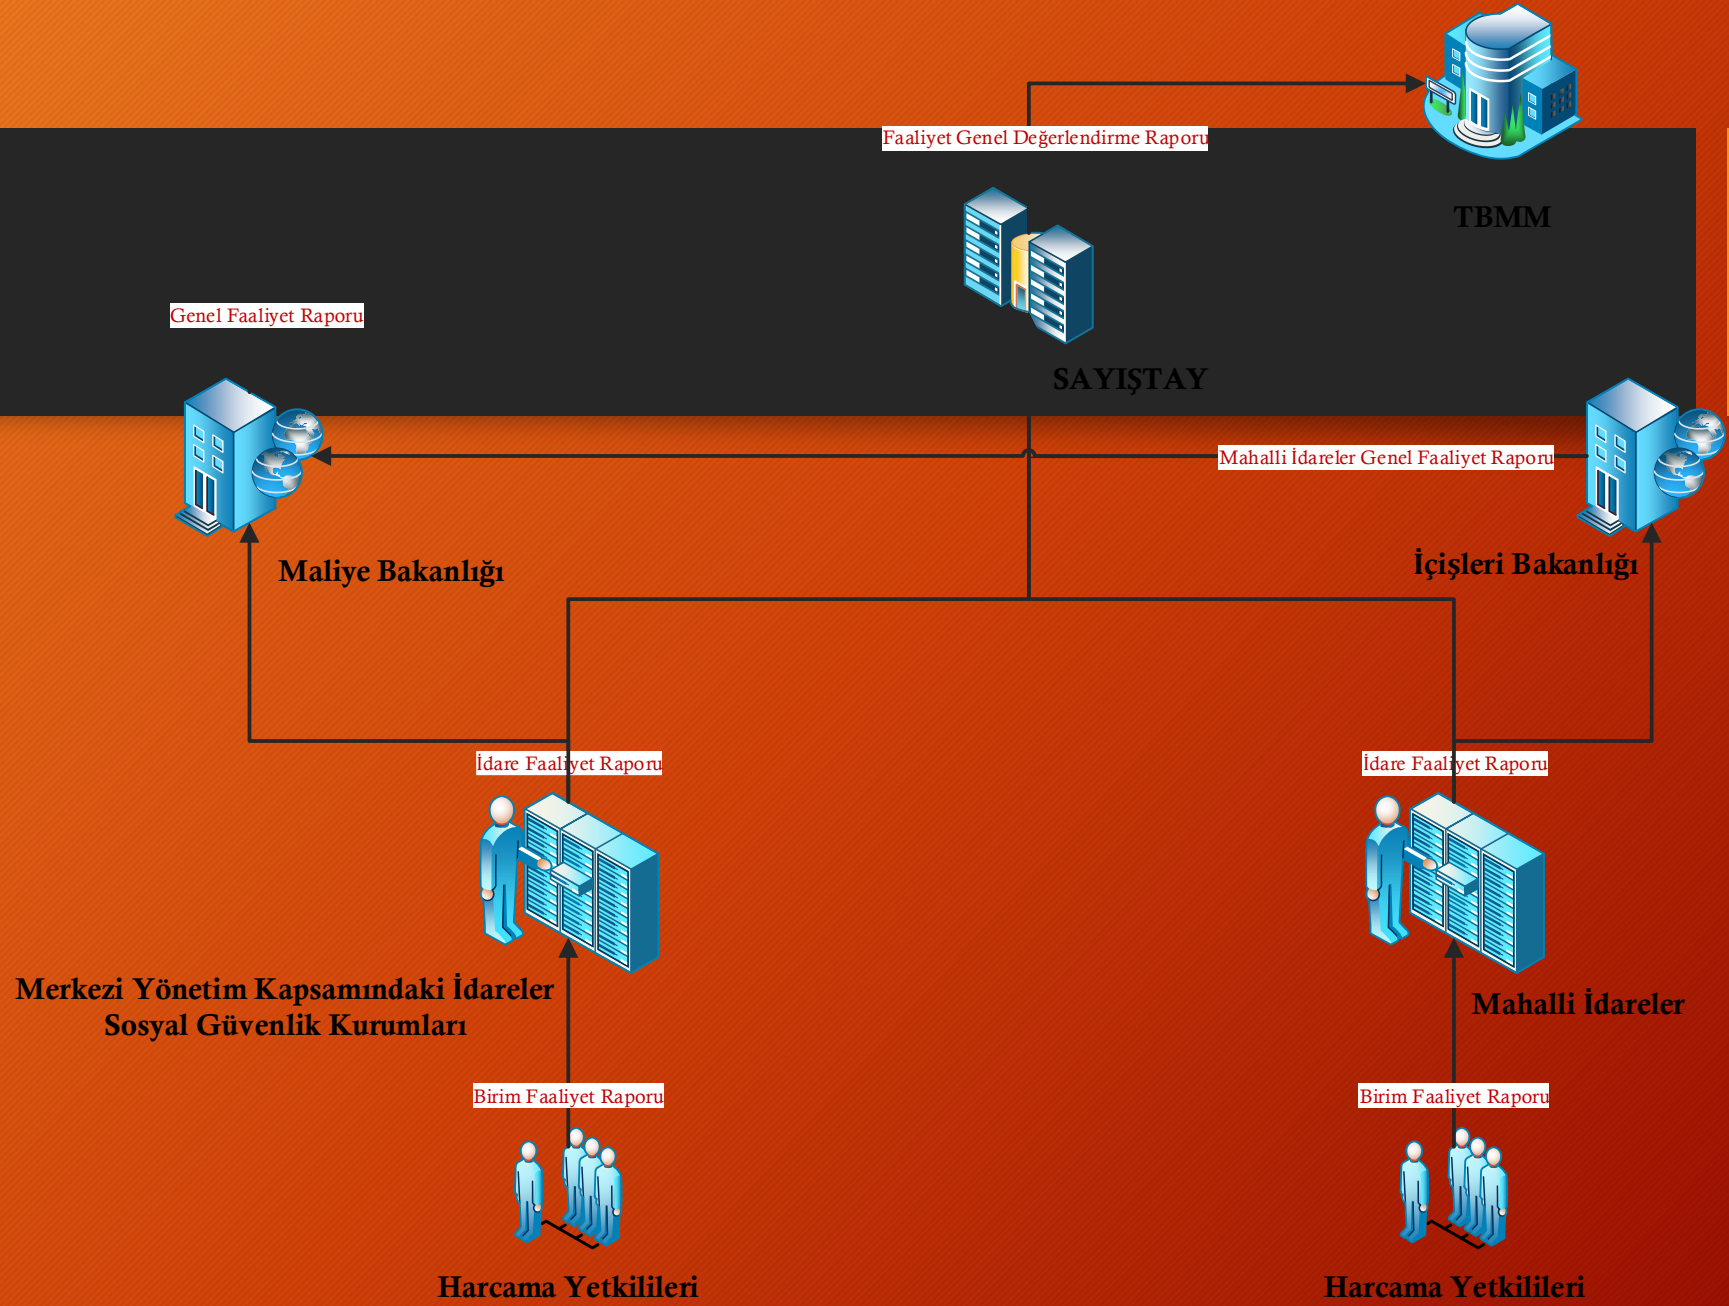 Faaliyet Genel Değerlendirme Raporu
TBMM
Genel Faaliyet Raporu
SAYIŞTAY
Mahalli İdareler Genel Faaliyet Raporu
Maliye Bakanlığı
İçişleri Bakanlığı
İdare Faaliyet Raporu
İdare Faaliyet Raporu
Merkezi Yönetim Kapsamındaki İdareler
Sosyal Güvenlik Kurumları
Mahalli İdareler
Birim Faaliyet Raporu
Birim Faaliyet Raporu
Harcama Yetkilileri
Harcama Yetkilileri